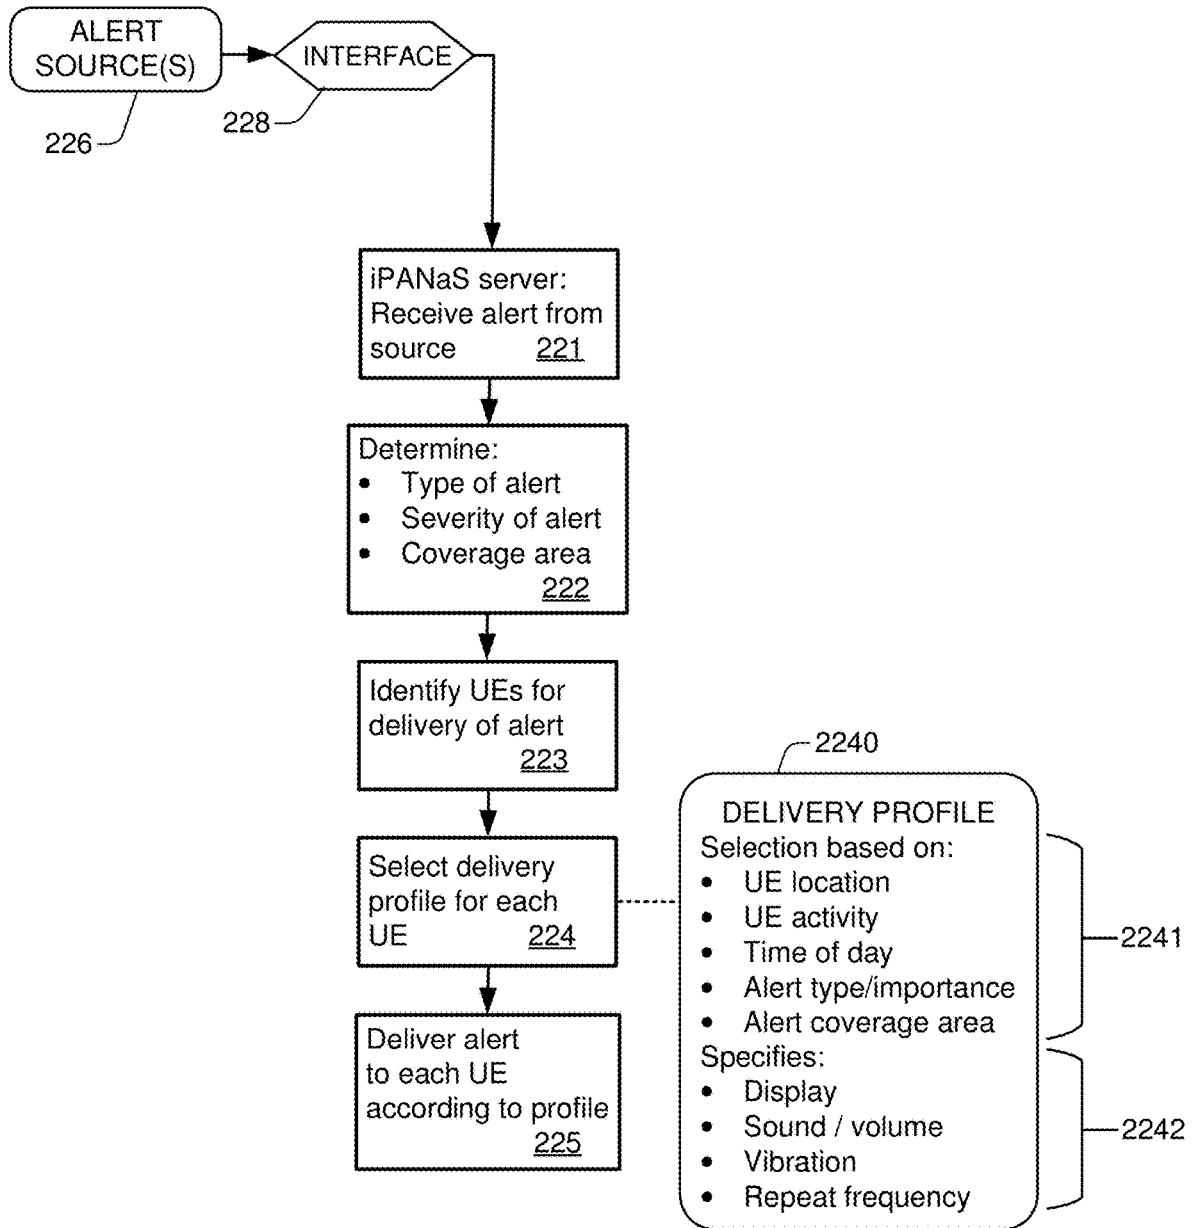 ALERT
SOURCE(S)
INTERFACE
226
228
iPANaS server:
Receive alert from
source 221
Determine:
• Type of alert
• Severity of alert
• Coverage area
222
Identify UEs for
delivery of alert
223
Select delivery
profile for each
UE 224
Deliver alert
to each UE
according to profile
225
2240
DELIVERY PROFILE
Selection based on:
• UE location
• UE activity
• Time of day
• Alert type/importance
• Alert coverage area
2241
Specifies:
• Display
• Sound / volume
• Vibration
• Repeat frequency
2242